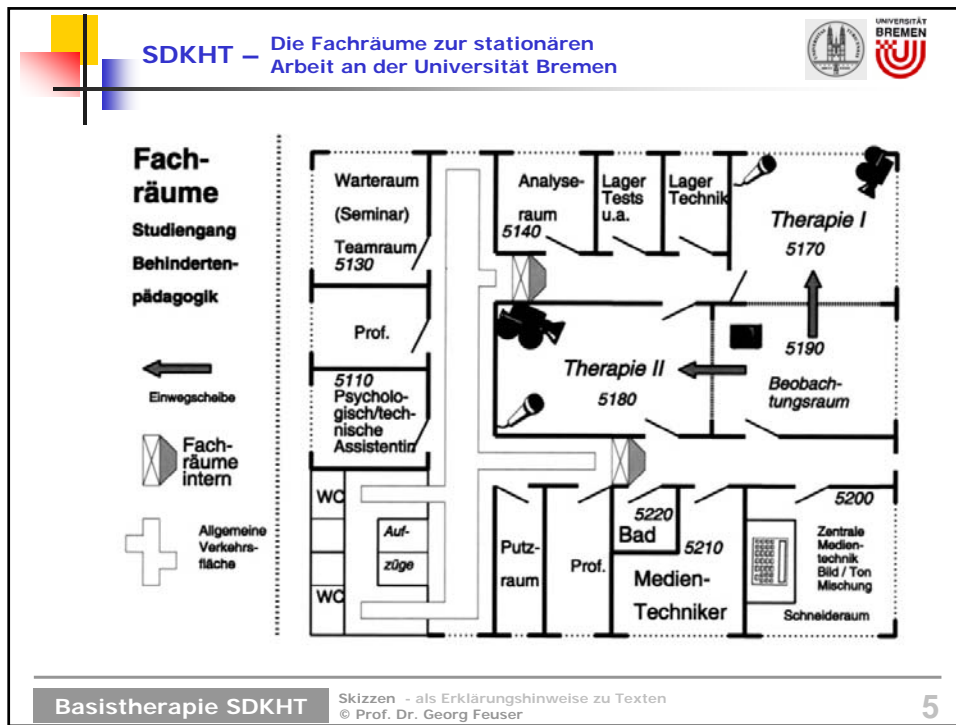 SDKHT – Die Fachräume zur stationären
Arbeit an der Universität Bremen
UNIVERSITÄT
BREMEN
Fach-
räume
Studiengang
Behinderten-
pädagogik
Einwegscheibe
Fach-
räume
intern
Allgemeine
Verkehrs-
fläche
Warteraum
(Seminar)
Teamraum
5130
Prof.
5110
Psycholo-
gisch/tech-
nische
Assistentin
WC
WC
Auf-
züge
Analyse-
raum
5140
Lager
Tests
u.a.
Lager
Technik
Therapie I
5170
Therapie II
5180
5190
Beobach-
tungsraum
Putz-
raum
Prof.
5220
Bad
5210
Medien-
Techniker
5200
Zentrale
Medien-
technik
Bild / Ton
Mischung
Schneideraum
Basistherapie SDKHT
Skizzen - als Erklärungshinweise zu Texten
© Prof. Dr. Georg Feuser
5